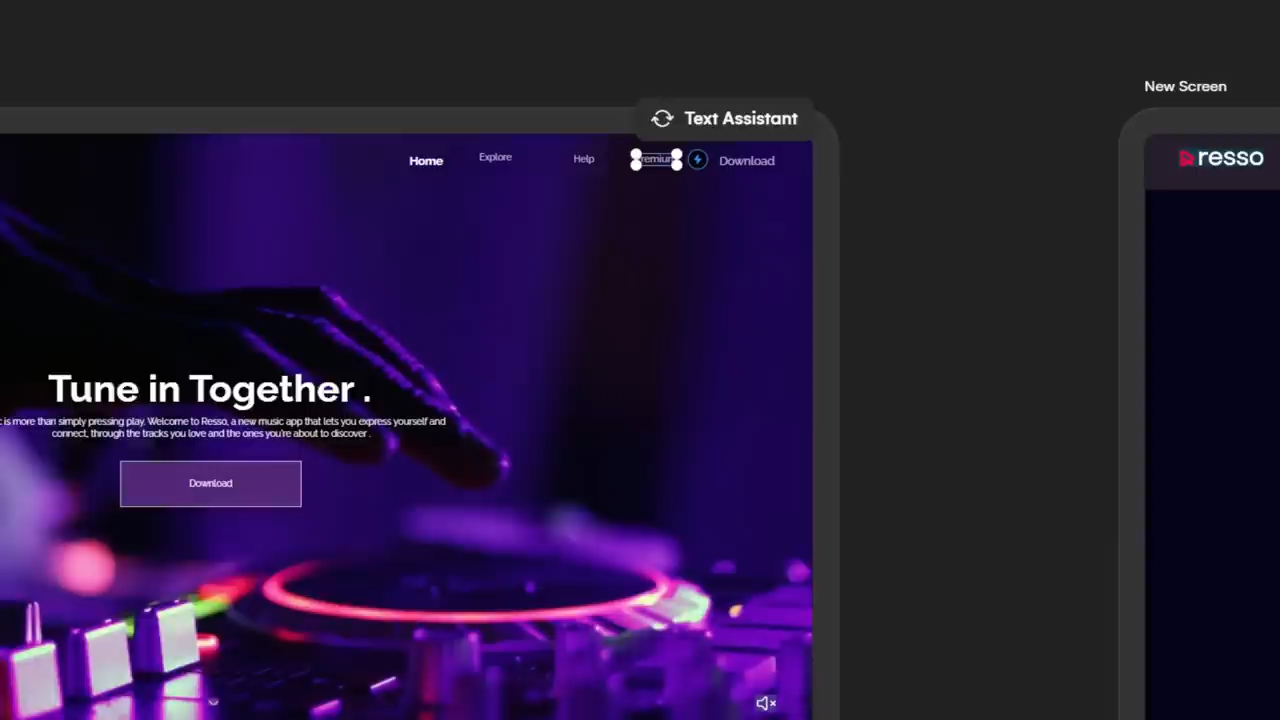 New Screen
Text Assistant
Home Explore Help Download
resso
Tune in Together .
is more than simply pressing play. Welcome to Resso, a new music app that lets you express yourself and
connect, through the tracks you love and the ones you're about to discover .
Download